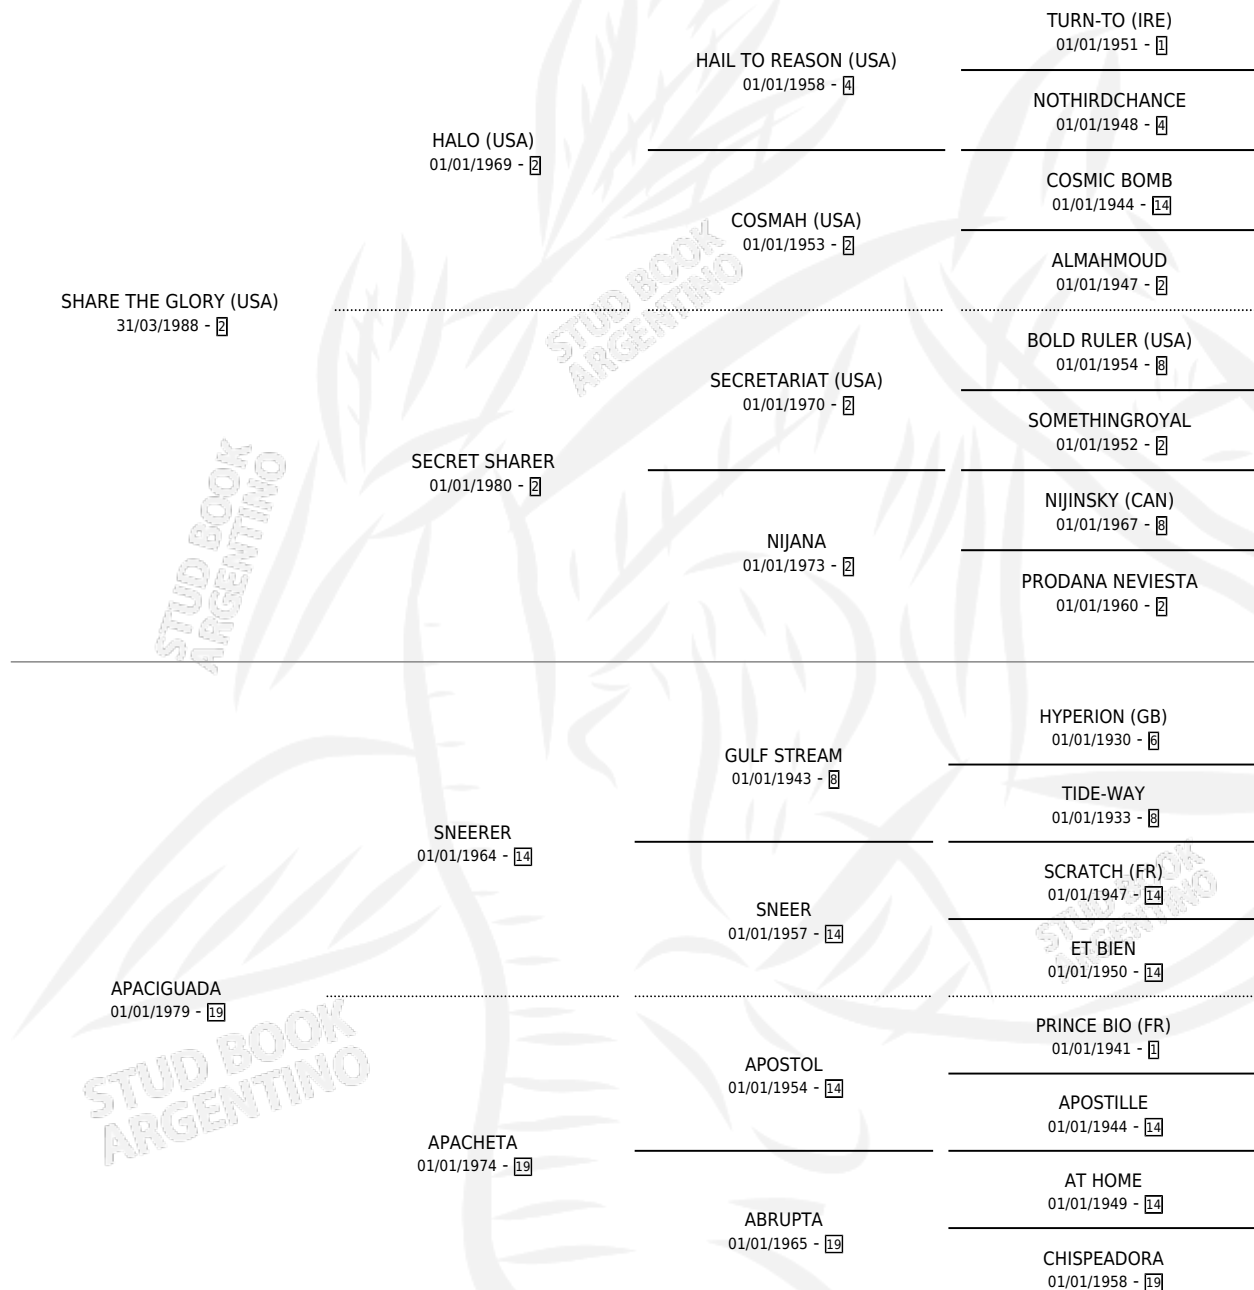 TURN-TO (IRE)
01/01/1951 - 1
HAIL TO REASON (USA)
01/01/1958 - 4
NOTHIRDCHANCE
01/01/1948 - 4
HALO (USA)
01/01/1969 - 2
COSMIC BOMB
01/01/1944 - 14
COSMAH (USA)
01/01/1953 - 2
ALMAHMOUD
01/01/1947 - 2
SHARE THE GLORY (USA)
31/03/1988 - 2
BOLD RULER (USA)
01/01/1954 - 8
SECRETARIAT (USA)
01/01/1970 - 2
SOMETHINGROYAL
01/01/1952 - 2
SECRET SHARER
01/01/1980 - 2
NIJINSKY (CAN)
01/01/1967 - 8
NIJANA
01/01/1973 - 2
PRODANA NEVIESTA
01/01/1960 - 2
HYPERION (GB)
01/01/1930 - 6
GULF STREAM
01/01/1943 - 8
TIDE-WAY
01/01/1933 - 8
SNEERER
01/01/1964 - 14
SCRATCH (FR)
01/01/1947 - 14
SNEER
01/01/1957 - 14
ET BIEN
01/01/1950 - 14
APACIGUADA
01/01/1979 - 19
PRINCE BIO (FR)
01/01/1941 - 1
APOSTOL
01/01/1954 - 14
APOSTILLE
01/01/1944 - 14
APACHETA
01/01/1974 - 19
AT HOME
01/01/1949 - 14
ABRUPTA
01/01/1965 - 19
CHISPEADORA
01/01/1958 - 19
STUD BOOK
ARGENTINO
STUD BOOK
ARGENTINO
STUD BOOK
ARGENTINO
STUD BOOK
ARGENTINO